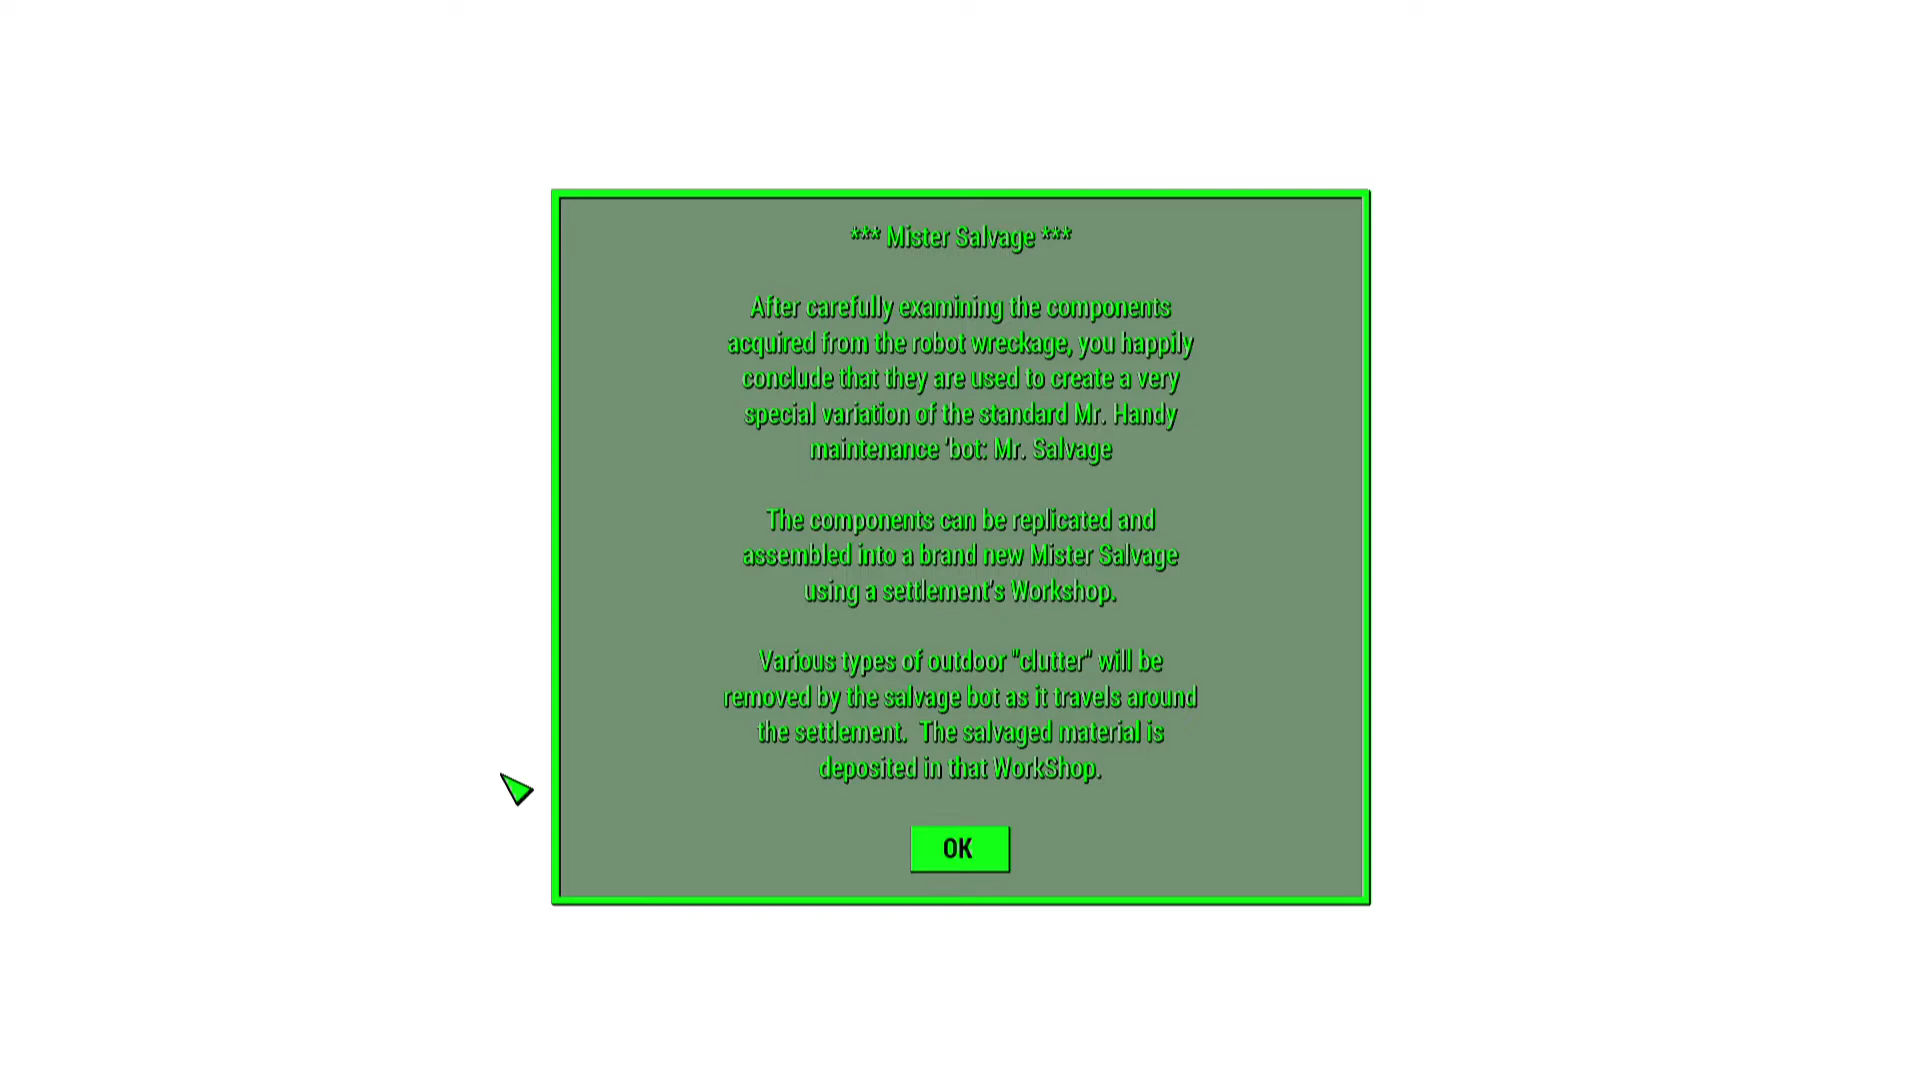 *** Mister Salvage ***
After carefully examining the components
acquired from the robot wreckage, you happily
conclude that they are used to create a very
special variation of the standard Mr. Handy
maintenance 'bot: Mr. Salvage
The components can be replicated and
assembled into a brand new Mister Salvage
using a settlement's Workshop.
Various types of outdoor "clutter" will be
removed by the salvage bot as it travels around
the settlement.  The salvaged material is
deposited in that WorkShop.
OK